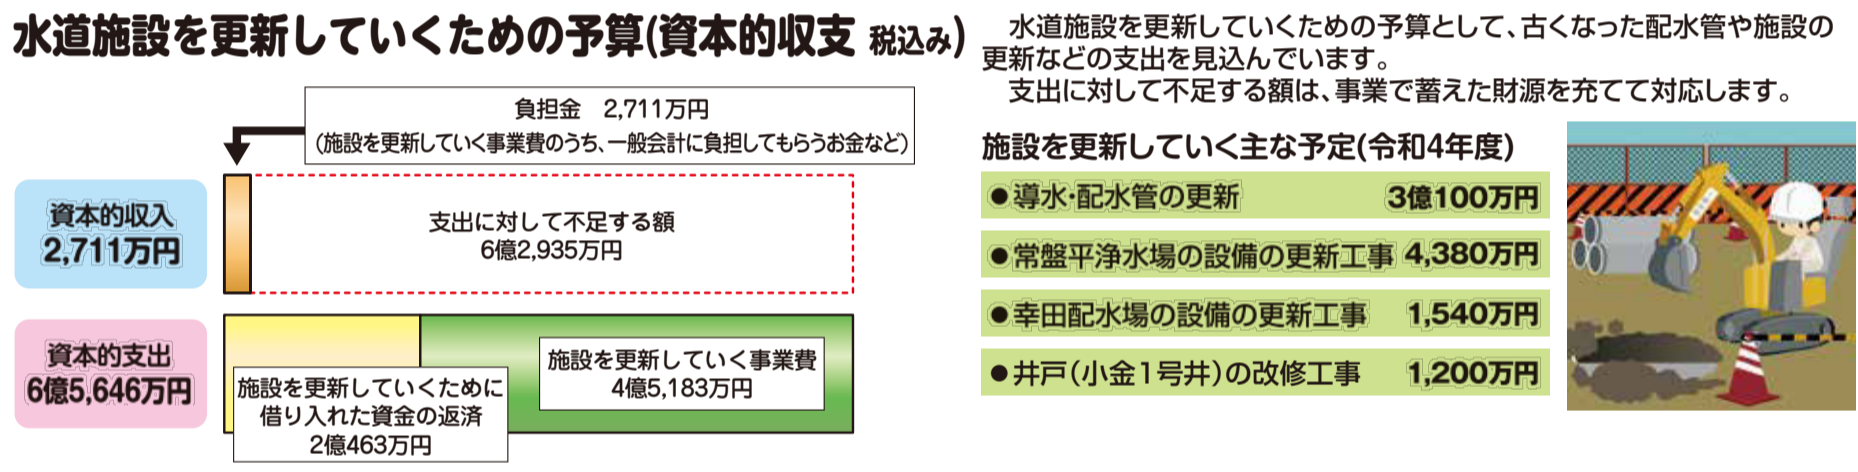 水道施設を更新していくための予算(資本的収支 税込み)
負担金　2,711万円
(施設を更新していく事業費のうち、一般会計に負担してもらうお金など)
資本的収入
2,711万円
支出に対して不足する額
6億2,935万円
資本的支出
6億5,646万円
施設を更新していくために
借り入れた資金の返済
2億463万円
施設を更新していく事業費
4億5,183万円
水道施設を更新していくための予算として、古くなった配水管や施設の
更新などの支出を見込んでいます。
支出に対して不足する額は、事業で蓄えた財源を充てて対応します。
施設を更新していく主な予定(令和4年度)
●導水・配水管の更新 3億100万円
●常盤平浄水場の設備の更新工事 4,380万円
●幸田配水場の設備の更新工事 1,540万円
●井戸(小金1号井)の改修工事 1,200万円